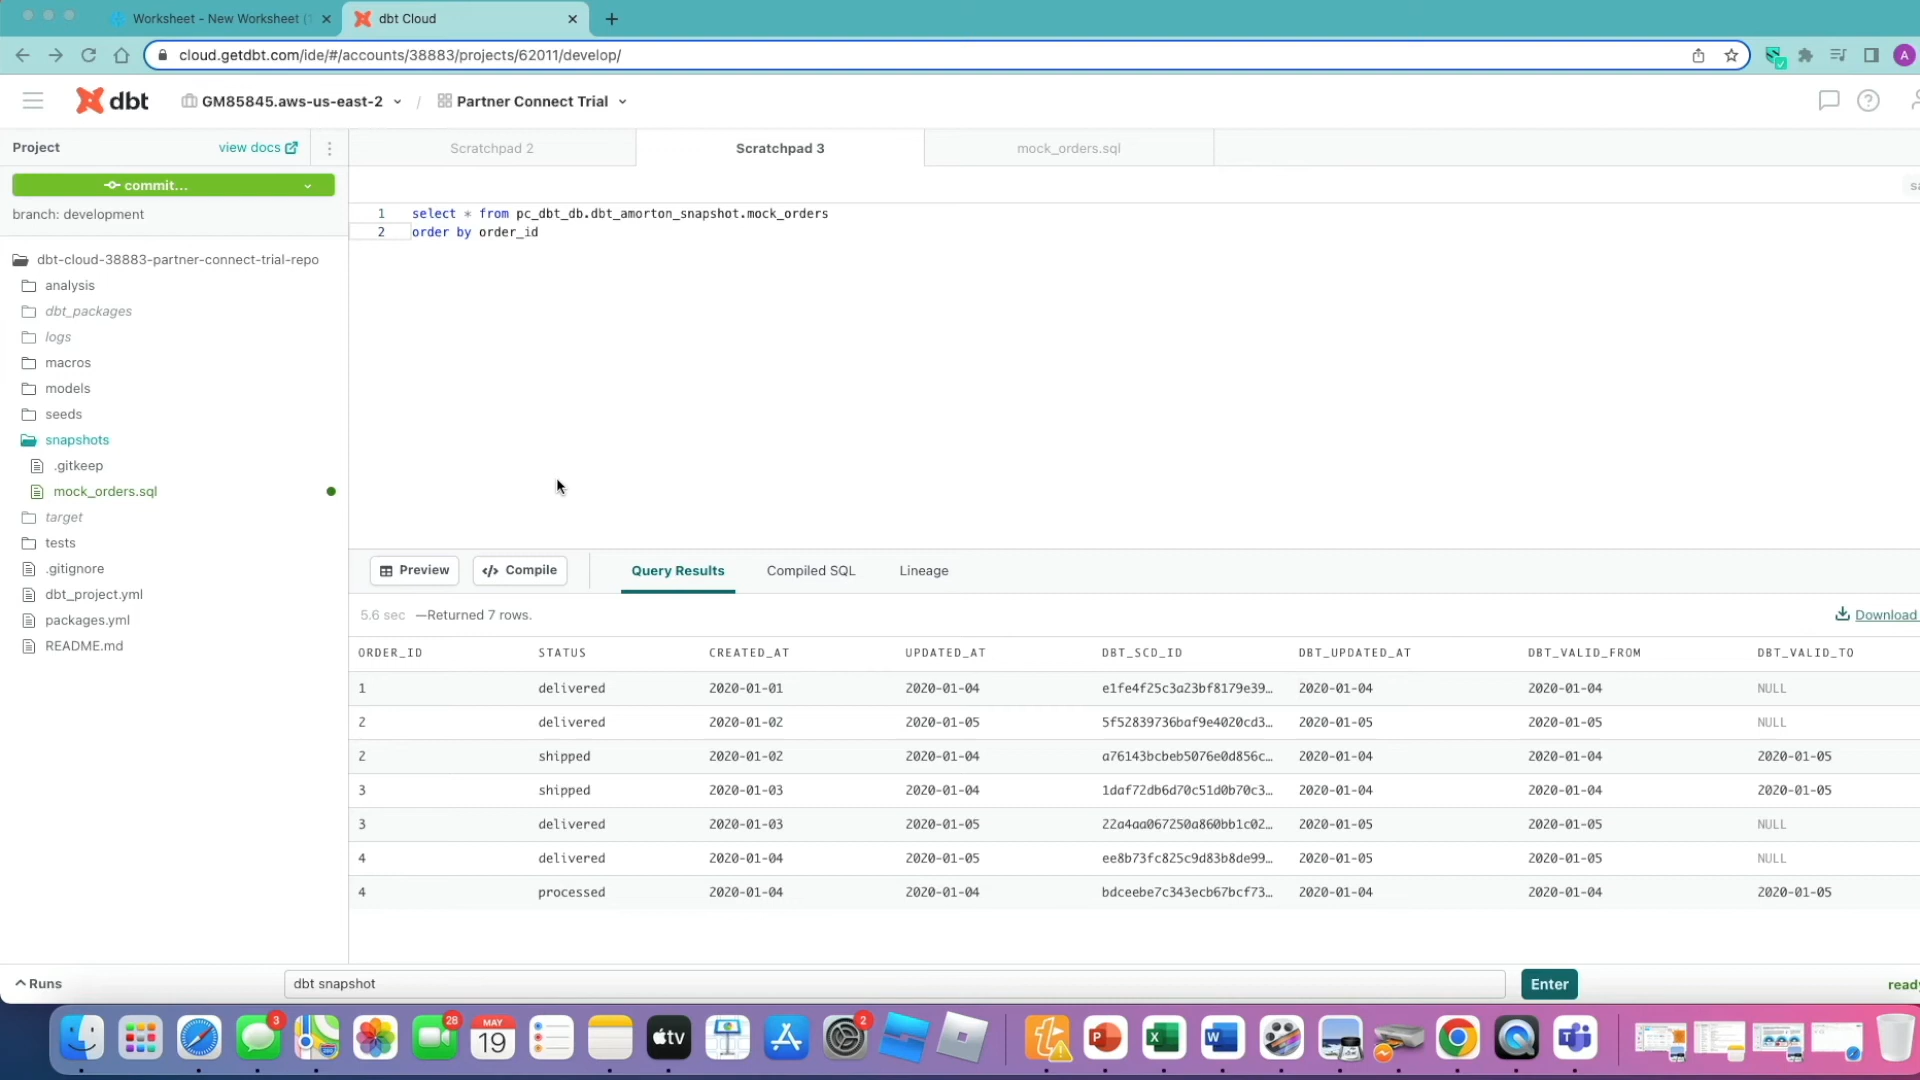 Worksheet - New Worksheet (
dbt Cloud
cloud.getdbt.com/ide/#/accounts/38883/projects/62011/develop/
A
dbt
GM85845.aws-us-east-2 / Partner Connect Trial
Project
view docs
Scratchpad 2
Scratchpad 3
mock_orders.sql
commit...
branch: development
1 select * from pc_dbt_db.dbt_amorton_snapshot.mock_orders
2 order by order_id
dbt-cloud-38883-partner-connect-trial-repo
analysis
dbt_packages
logs
macros
models
seeds
snapshots
.gitkeep
mock_orders.sql
target
tests
.gitignore
dbt_project.yml
packages.yml
README.md
Preview
</> Compile
Query Results
Compiled SQL
Lineage
5.6 sec —Returned 7 rows.
Download
ORDER_ID STATUS CREATED_AT UPDATED_AT DBT_SCD_ID DBT_UPDATED_AT DBT_VALID_FROM DBT_VALID_TO
1 delivered 2020-01-01 2020-01-04 e1fe4f25c3a23bf8179e39… 2020-01-04 2020-01-04 NULL
2 delivered 2020-01-02 2020-01-05 5f52839736baf9e4020cd3… 2020-01-05 2020-01-05 NULL
2 shipped 2020-01-02 2020-01-04 a76143bcbeb5076e0d856c… 2020-01-04 2020-01-04 2020-01-05
3 shipped 2020-01-03 2020-01-04 1daf72db6d70c51d0b70c3… 2020-01-04 2020-01-04 2020-01-05
3 delivered 2020-01-03 2020-01-05 22a4aa067250a860bb1c02… 2020-01-05 2020-01-05 NULL
4 delivered 2020-01-04 2020-01-05 ee8b73fc825c9d83b8de99… 2020-01-05 2020-01-05 NULL
4 processed 2020-01-04 2020-01-04 bdceebe7c343ecb67bcf73… 2020-01-04 2020-01-04 2020-01-05
Runs
dbt snapshot
Enter
ready
3
28
MAY
19
tv
2